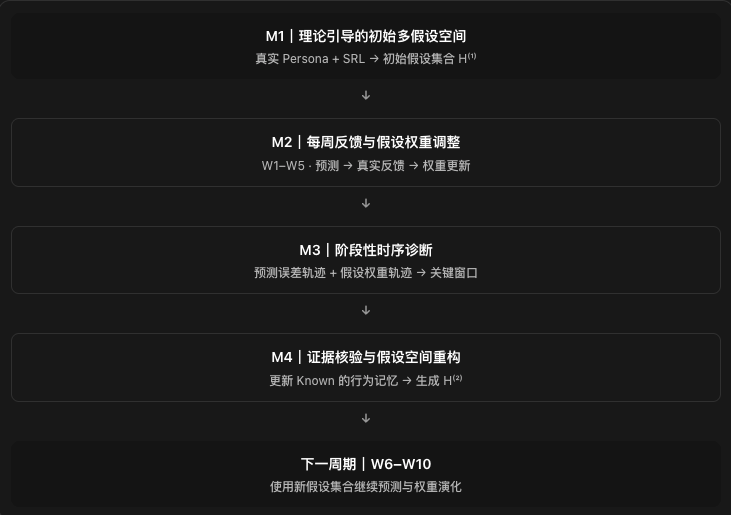 M1｜理论引导的初始多假设空间
真实 Persona + SRL → 初始假设集合 H⁽¹⁾
↓
M2｜每周反馈与假设权重调整
W1–W5 · 预测 → 真实反馈 → 权重更新
↓
M3｜阶段性时序诊断
预测误差轨迹 + 假设权重轨迹 → 关键窗口
↓
M4｜证据核验与假设空间重构
更新 Known 的行为记忆 → 生成 H⁽²⁾
↓
下一周期｜W6–W10
使用新假设集合继续预测与权重演化